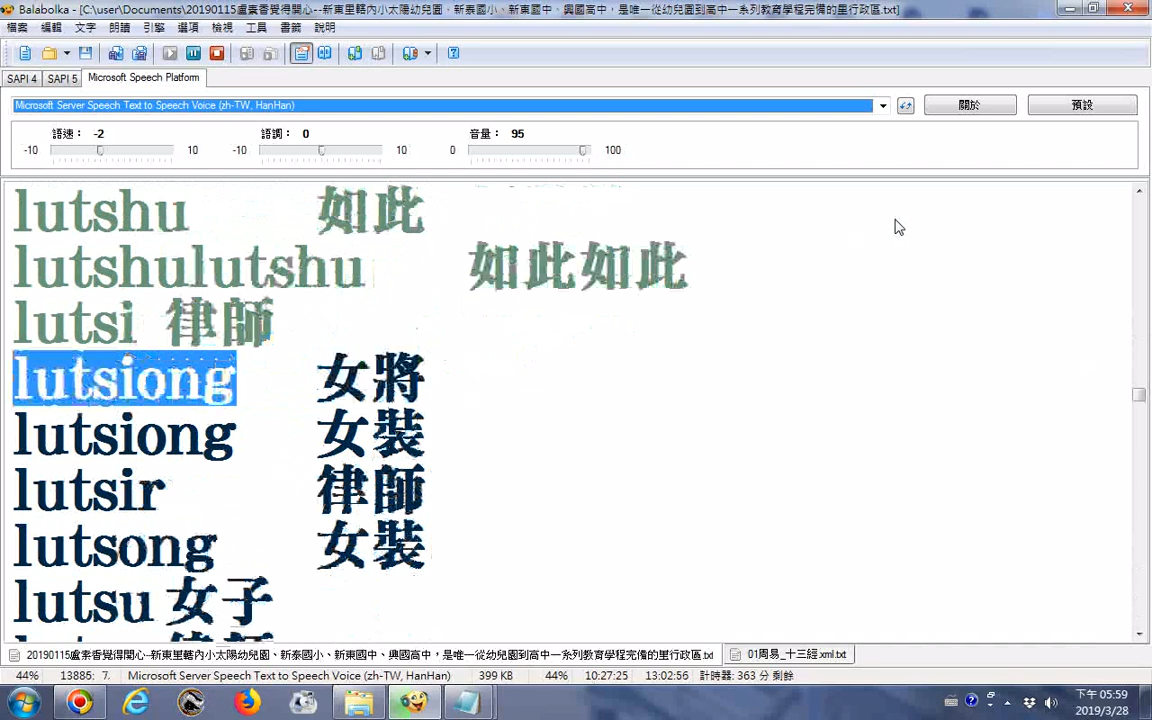 Balabolka - [C:\user\Documents\20190115盧素香覺得開心--新東里轄內小太陽幼兒園、新泰國小、新東國中、興國高中，是唯一從幼兒園到高中一系列教育學程完備的里行政區.txt]
檔案 編輯 文字 朗讀 引擎 選項 檢視 工具 書籤 說明
SAPI 4 SAPI 5 Microsoft Speech Platform
Microsoft Server Speech Text to Speech Voice (zh-TW, HanHan) 關於 預設
語速： -2 語調： 0 音量： 95
-10 10 -10 10 0 100
lutshu 如此
lutshulutshu 如此如此
lutsi 律師
lutsiong 女將
lutsiong 女裝
lutsir 律師
lutsong 女裝
lutsu 女子
20190115盧素香覺得開心--新東里轄內小太陽幼兒園、新泰國小、新東國中、興國高中，是唯一從幼兒園到高中一系列教育學程完備的里行政區.txt 01周易_十三經.xml.txt
44% 13885: 7. Microsoft Server Speech Text to Speech Voice (zh-TW, HanHan) 399 KB 44% 10:27:25 13:02:56 計時器: 363 分 剩餘
下午 05:59
2019/3/28